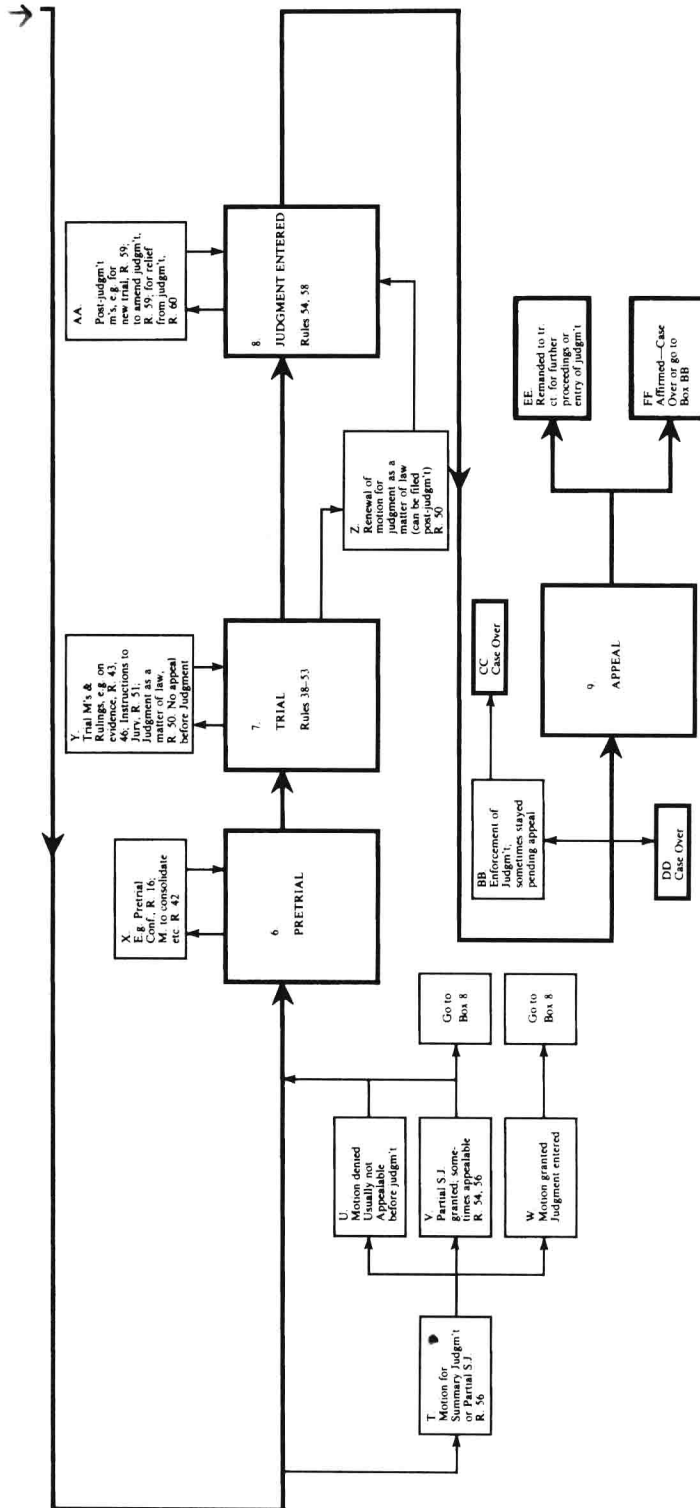 AA.
Post-judgm't
m's, e.g. for
new trial, R. 59;
to amend judgm't,
R. 59; for relief
from judgm't,
R. 60
8.
JUDGMENT ENTERED
Rules 54, 58
Y.
Trial M's &
Rulings, e.g. on
evidence, R. 43,
46; Instructions to
Jury, R. 51;
Judgment as a
matter of law,
R. 50. No appeal
before Judgment
7.
TRIAL
Rules 38–53
Z.
Renewal of
motion for
judgment as a
matter of law
(can be filed
post-judgm't)
R. 50
X.
E.g. Pretrial
Conf., R. 16;
M. to consolidate
etc R 42
6
PRETRIAL
T
Motion for
Summary Judgm't
or Partial S.J
R. 56
U.
Motion denied
Usually not
Appealable
before judgm't
V.
Partial S.J.
granted, some-
times appealable
R. 54, 56
Go to
Box 8
W
Motion granted
Judgment entered
Go to
Box 8
BB
Enforcement of
Judgm't,
sometimes stayed
pending appeal
CC
Case Over
DD
Case Over
9
APPEAL
EE.
Remanded to tr.
ct for further
proceedings or
entry of judgm't
FF
Affirmed—Case
Over or go to
Box BB